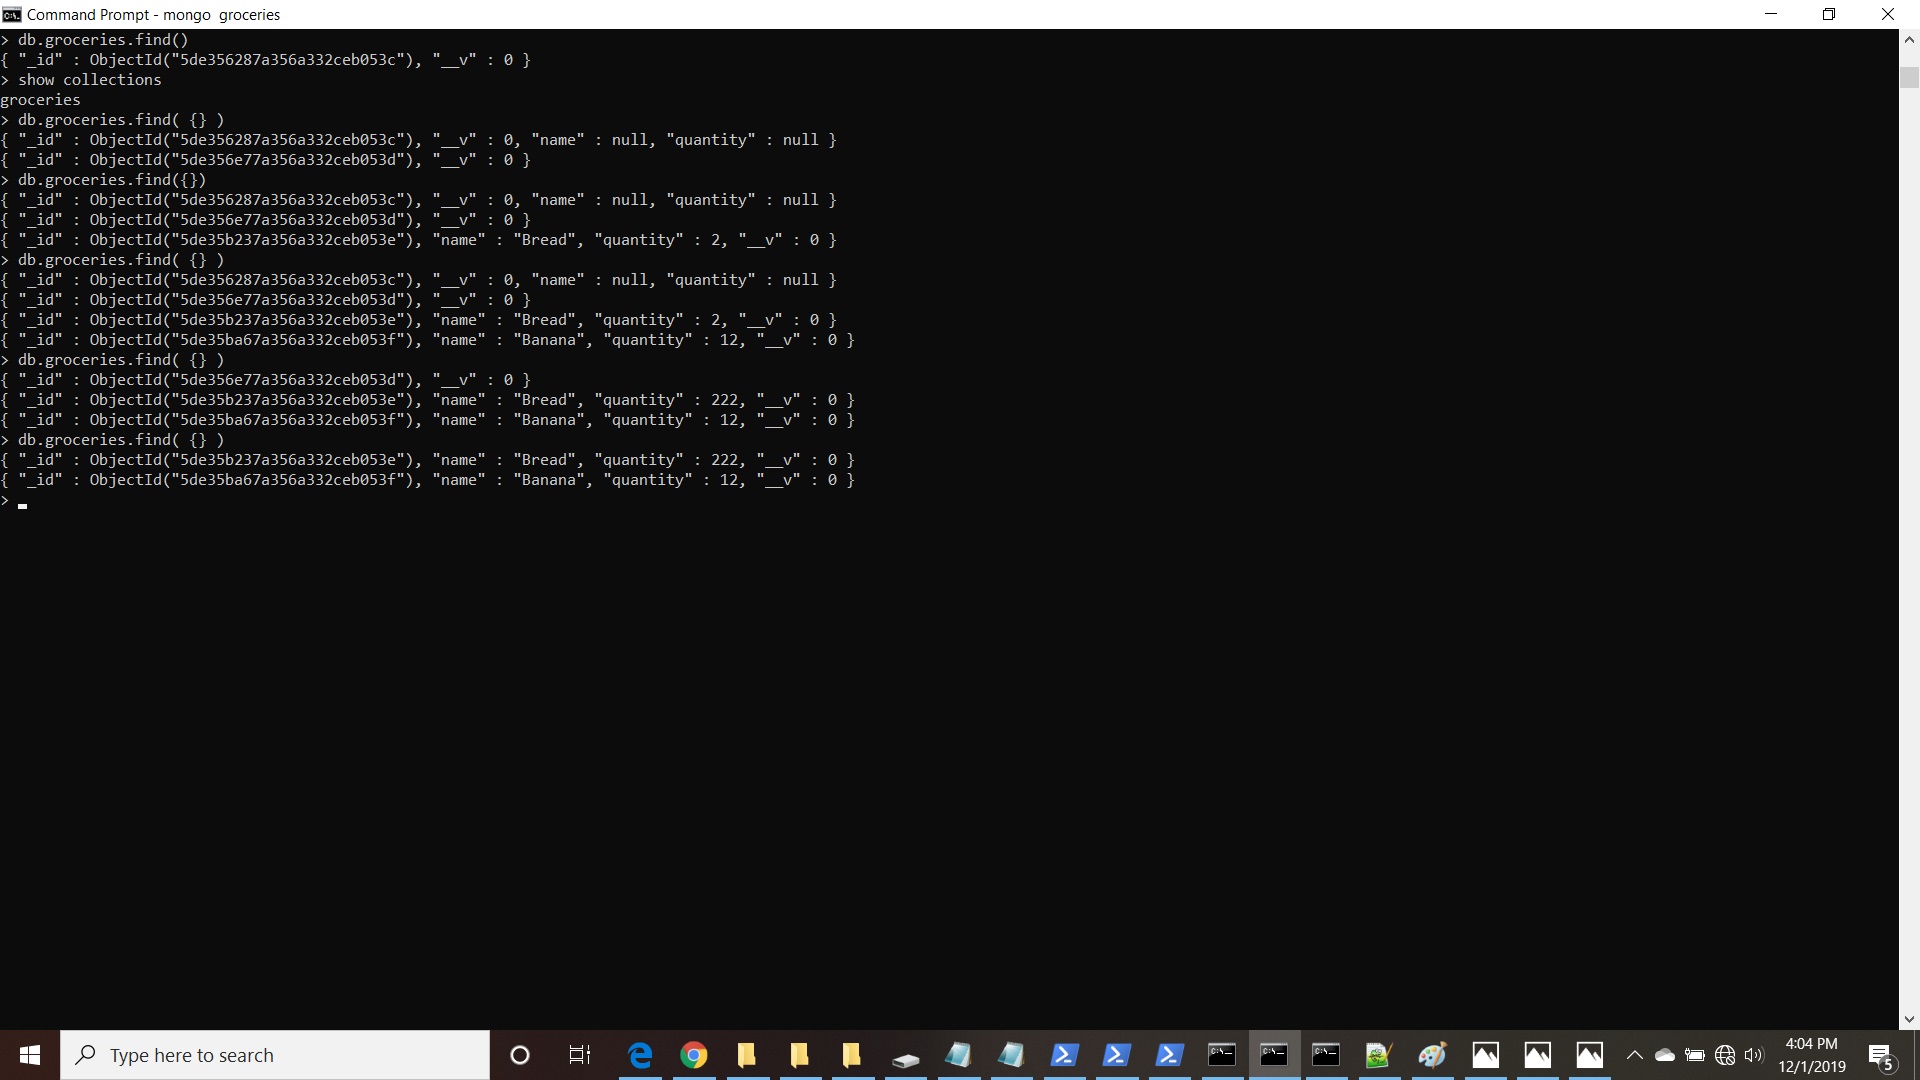 Command Prompt - mongo  groceries
> db.groceries.find()
{ "_id" : ObjectId("5de356287a356a332ceb053c"), "__v" : 0 }
> show collections
groceries
> db.groceries.find( {} )
{ "_id" : ObjectId("5de356287a356a332ceb053c"), "__v" : 0, "name" : null, "quantity" : null }
{ "_id" : ObjectId("5de356e77a356a332ceb053d"), "__v" : 0 }
> db.groceries.find({})
{ "_id" : ObjectId("5de356287a356a332ceb053c"), "__v" : 0, "name" : null, "quantity" : null }
{ "_id" : ObjectId("5de356e77a356a332ceb053d"), "__v" : 0 }
{ "_id" : ObjectId("5de35b237a356a332ceb053e"), "name" : "Bread", "quantity" : 2, "__v" : 0 }
> db.groceries.find( {} )
{ "_id" : ObjectId("5de356287a356a332ceb053c"), "__v" : 0, "name" : null, "quantity" : null }
{ "_id" : ObjectId("5de356e77a356a332ceb053d"), "__v" : 0 }
{ "_id" : ObjectId("5de35b237a356a332ceb053e"), "name" : "Bread", "quantity" : 2, "__v" : 0 }
{ "_id" : ObjectId("5de35ba67a356a332ceb053f"), "name" : "Banana", "quantity" : 12, "__v" : 0 }
> db.groceries.find( {} )
{ "_id" : ObjectId("5de356e77a356a332ceb053d"), "__v" : 0 }
{ "_id" : ObjectId("5de35b237a356a332ceb053e"), "name" : "Bread", "quantity" : 222, "__v" : 0 }
{ "_id" : ObjectId("5de35ba67a356a332ceb053f"), "name" : "Banana", "quantity" : 12, "__v" : 0 }
> db.groceries.find( {} )
{ "_id" : ObjectId("5de35b237a356a332ceb053e"), "name" : "Bread", "quantity" : 222, "__v" : 0 }
{ "_id" : ObjectId("5de35ba67a356a332ceb053f"), "name" : "Banana", "quantity" : 12, "__v" : 0 }
>
Type here to search
4:04 PM
12/1/2019
5